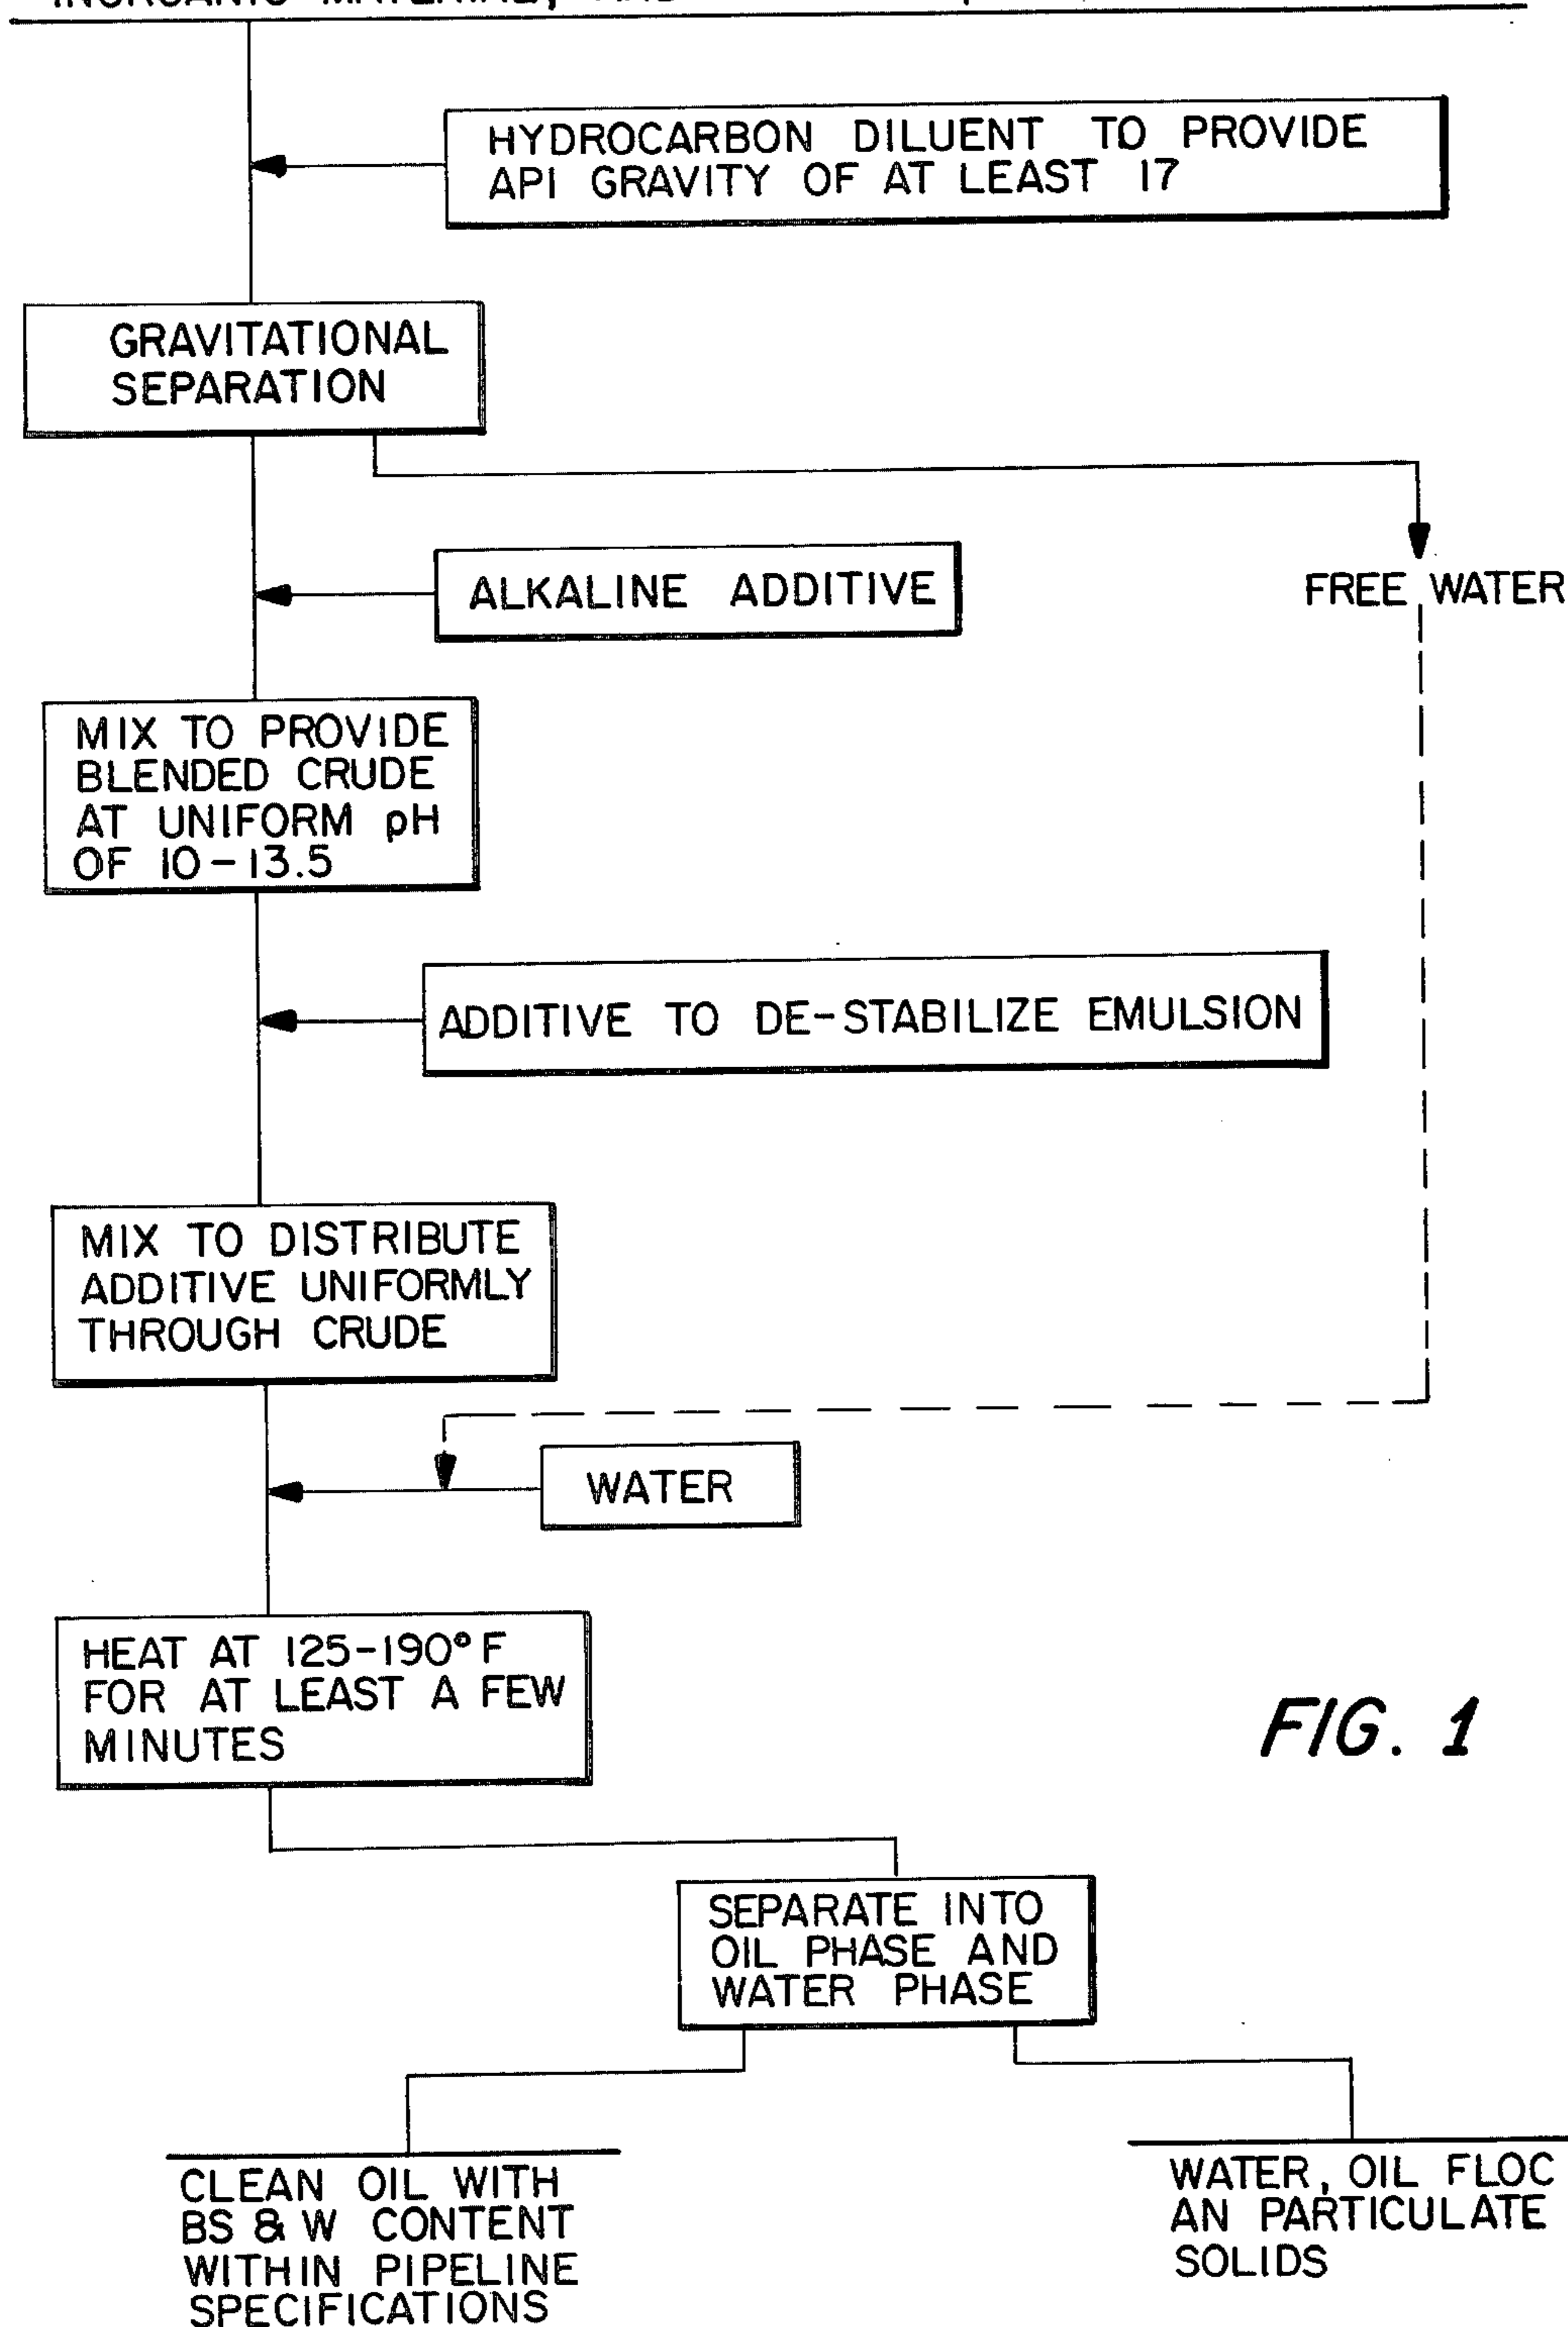 INORGANIC MATERIAL,
HYDROCARBON DILUENT TO PROVIDE
API GRAVITY OF AT LEAST 17
GRAVITATIONAL
SEPARATION
ALKALINE ADDITIVE
FREE WATER
MIX TO PROVIDE
BLENDED CRUDE
AT UNIFORM pH
OF 10-13.5
ADDITIVE TO DE-STABILIZE EMULSION
MIX TO DISTRIBUTE
ADDITIVE UNIFORMLY
THROUGH CRUDE
WATER
HEAT AT 125-190°F
FOR AT LEAST A FEW
MINUTES
FIG. 1
SEPARATE INTO
OIL PHASE AND
WATER PHASE
CLEAN OIL WITH
BS & W CONTENT
WITHIN PIPELINE
SPECIFICATIONS
WATER, OIL FLOC
AN PARTICULATE
SOLIDS